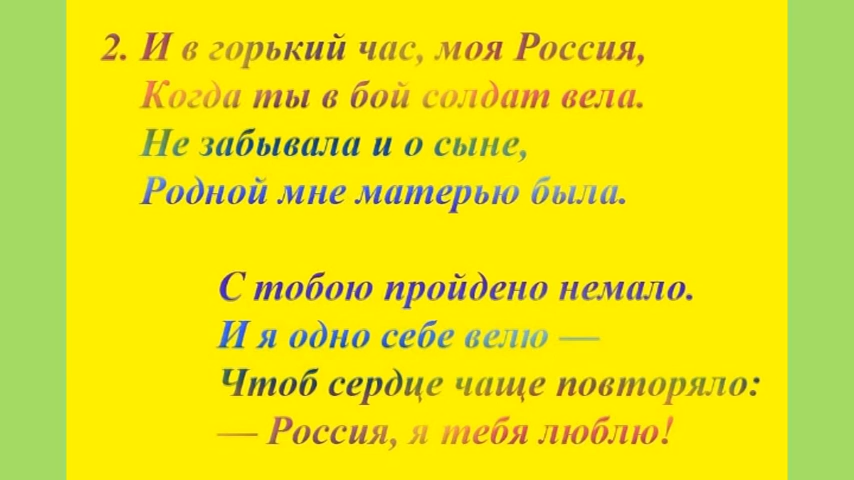 2. И в горький час, моя Россия,
Когда ты в бой солдат вела.
Не забывала и о сыне,
Родной мне матерью была.
С тобою пройдено немало.
И я одно себе велю —
Чтоб сердце чаще повторяло:
— Россия, я тебя люблю!